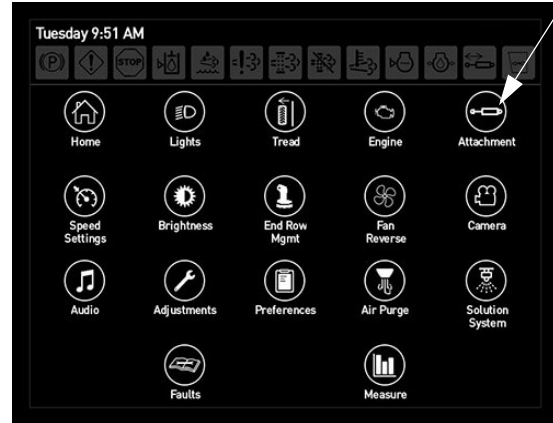 Tuesday 9:51 AM
P
STOP
Home
Lights
Tread
Engine
Attachment
Speed
Settings
Brightness
End Row
Mgmt
Fan
Reverse
Camera
Audio
Adjustments
Preferences
Air Purge
Solution
System
Faults
Measure